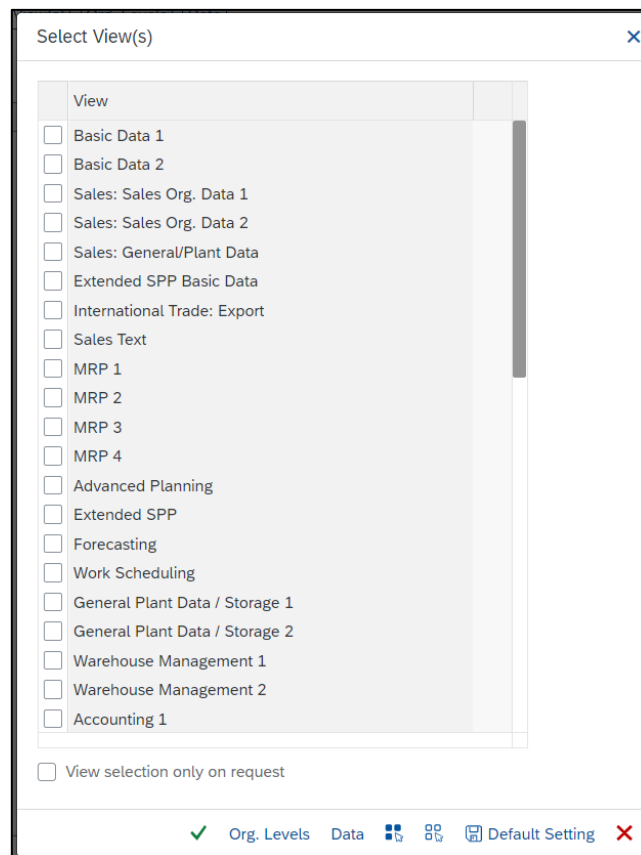 Select View(s)
View
Basic Data 1
Basic Data 2
Sales: Sales Org. Data 1
Sales: Sales Org. Data 2
Sales: General/Plant Data
Extended SPP Basic Data
International Trade: Export
Sales Text
MRP 1
MRP 2
MRP 3
MRP 4
Advanced Planning
Extended SPP
Forecasting
Work Scheduling
General Plant Data / Storage 1
General Plant Data / Storage 2
Warehouse Management 1
Warehouse Management 2
Accounting 1
View selection only on request
Org. Levels Data Default Setting